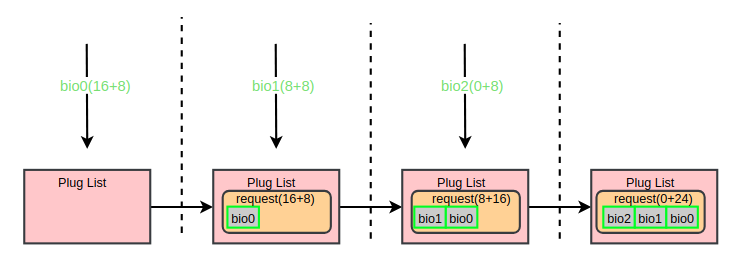 bio0(16+8)
bio1(8+8)
bio2(0+8)
Plug List
Plug List
request(16+8)
bio0
Plug List
request(8+16)
bio1 bio0
Plug List
request(0+24)
bio2 bio1 bio0